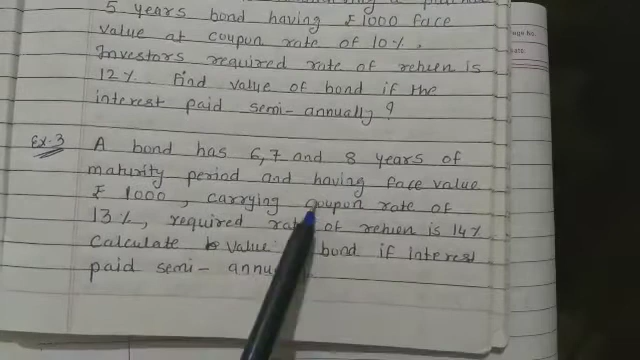 5 years bond having ₹1000 face
value at coupon rate of 10%.
Investors required rate of return is
12%. Find value of bond if the
interest paid semi-annually ?
Ex-3 A bond has 6,7 and 8 years of
maturity period and having face value
₹ 1000, carrying coupon rate of
13%, required rate of return is 14%
Calculate value bond if Interest
paid semi-
Page No.
Date